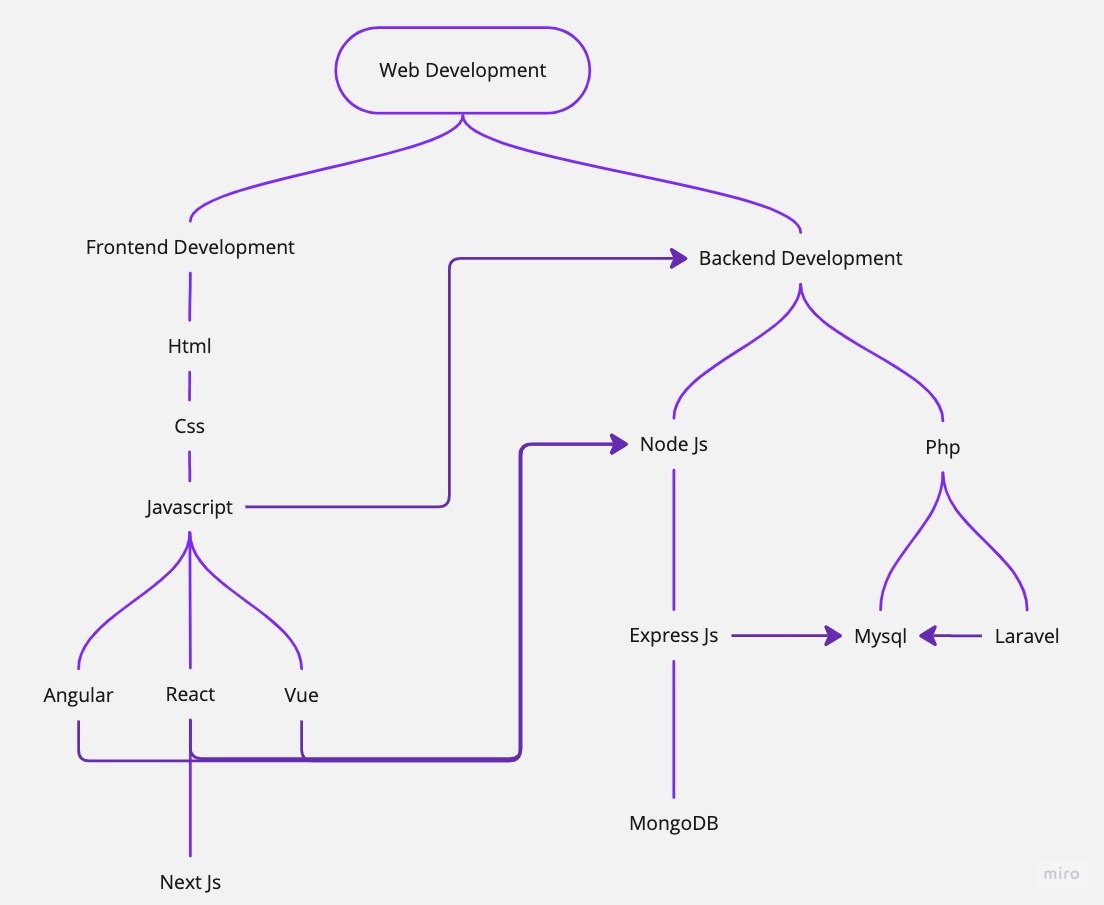 Web Development
Frontend Development
Backend Development
Html
Css
Javascript
Node Js
Php
Express Js
Mysql
Laravel
Angular
React
Vue
MongoDB
Next Js
miro